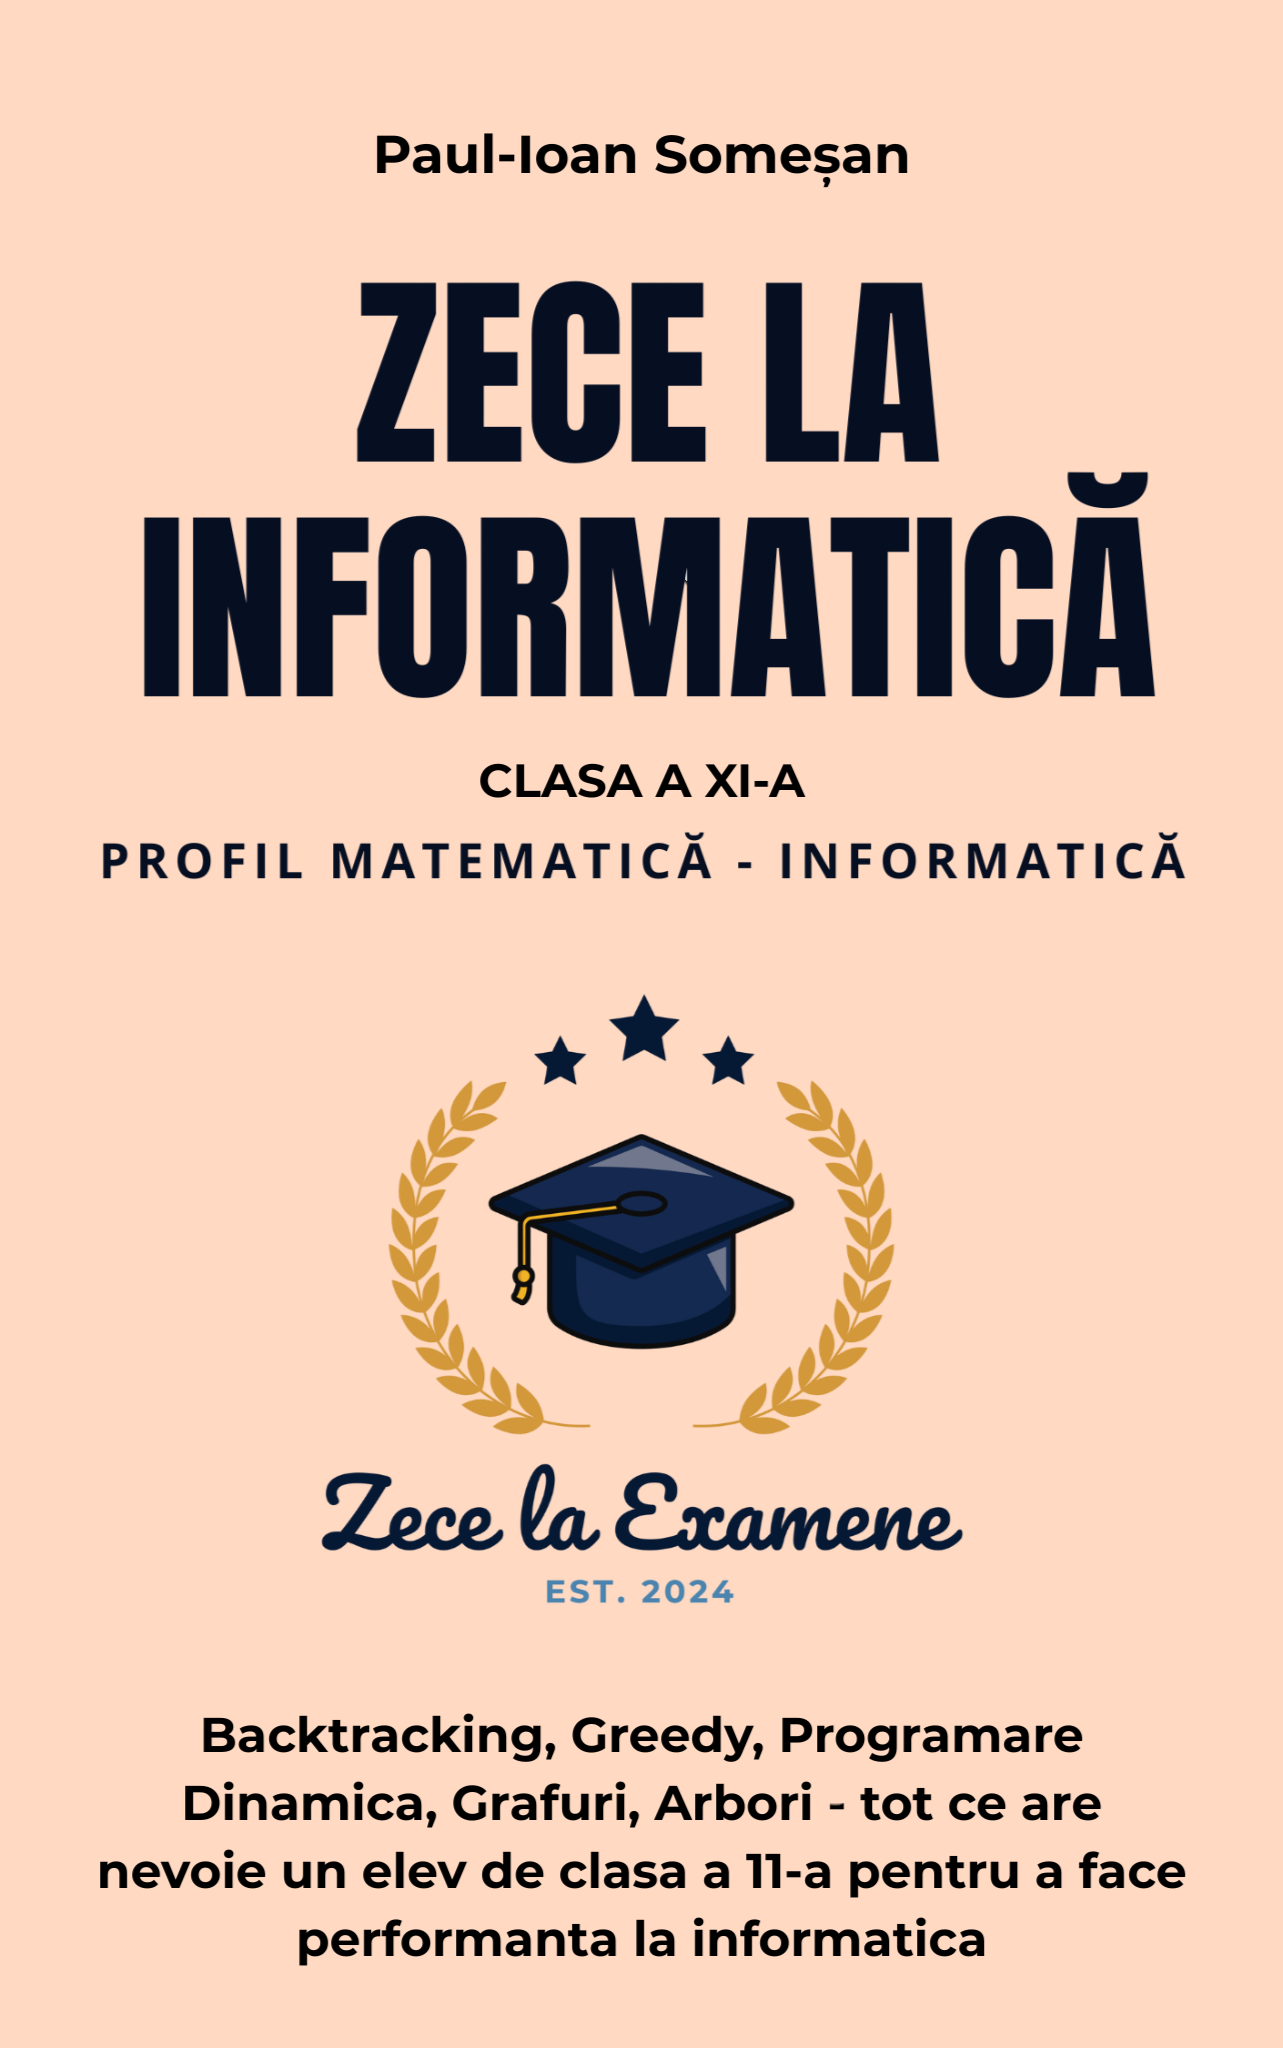 Paul-Ioan Someșan
ZECE LA
INFORMATICĂ
CLASA A XI-A
PROFIL MATEMATICĂ - INFORMATICĂ
Zece la Examene
EST. 2024
Backtracking, Greedy, Programare
Dinamica, Grafuri, Arbori - tot ce are
nevoie un elev de clasa a 11-a pentru a face
performanta la informatica